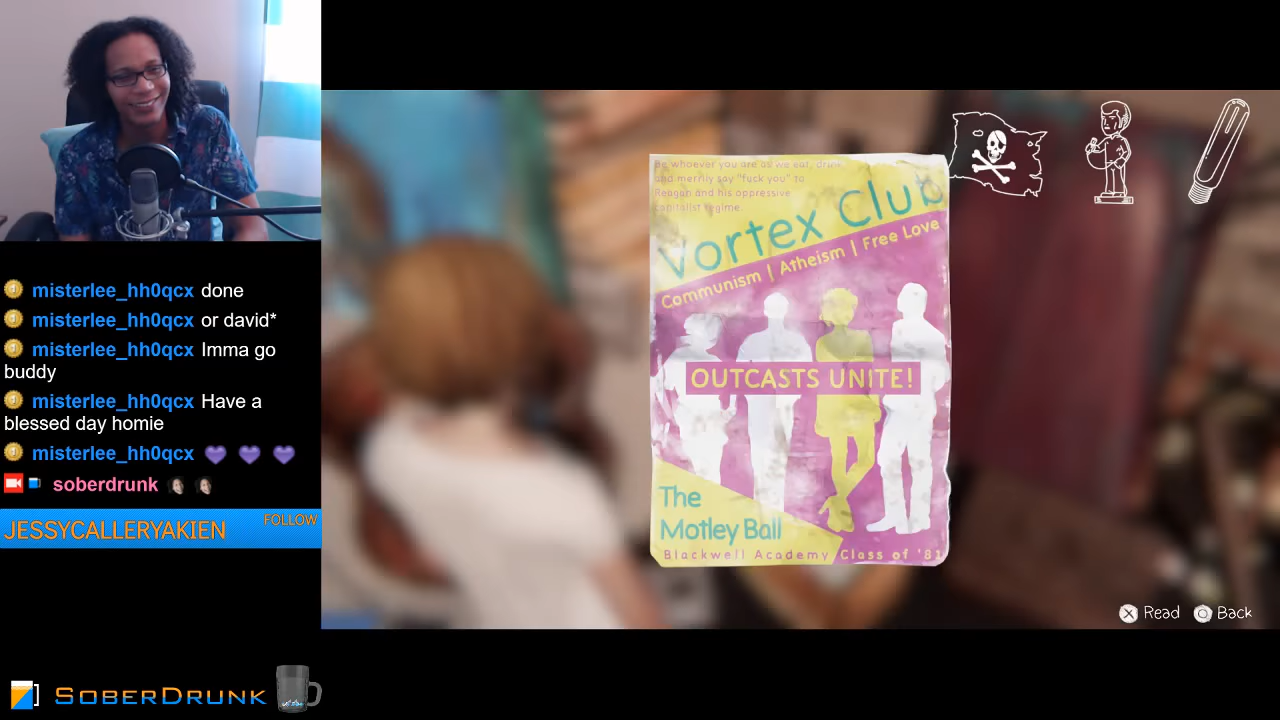 misterlee_hh0qcx done
misterlee_hh0qcx or david*
misterlee_hh0qcx Imma go
buddy
misterlee_hh0qcx Have a
blessed day homie
misterlee_hh0qcx
soberdrunk
JESSYCALLERYAKIEN FOLLOW
SOBERDRUNK
Be whoever you are as we eat, drink,
and merrily say "fuck you" to
Reagan and his oppressive
capitalist regime.
Vortex Club
Communism | Atheism | Free Love
OUTCASTS UNITE!
The
Motley Ball
Blackwell Academy Class of '81
Read Back